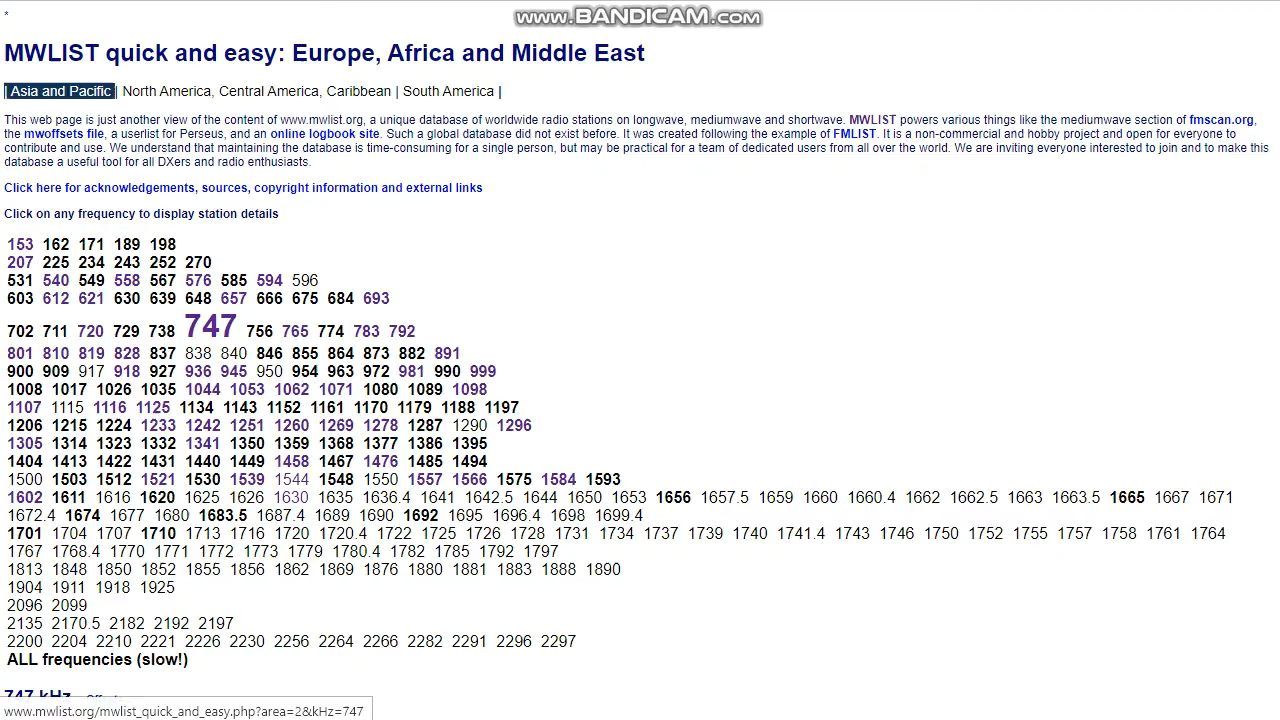 www.BANDICAM.com
*
MWLIST quick and easy: Europe, Africa and Middle East
| Asia and Pacific | North America, Central America, Caribbean | South America |
This web page is just another view of the content of www.mwlist.org, a unique database of worldwide radio stations on longwave, mediumwave and shortwave. MWLIST powers various things like the mediumwave section of fmscan.org,
the mwoffsets file, a userlist for Perseus, and an online logbook site. Such a global database did not exist before. It was created following the example of FMLIST. It is a non-commercial and hobby project and open for everyone to
contribute and use. We understand that maintaining the database is time-consuming for a single person, but may be practical for a team of dedicated users from all over the world. We are inviting everyone interested to join and to make this
database a useful tool for all DXers and radio enthusiasts.
Click here for acknowledgements, sources, copyright information and external links
Click on any frequency to display station details
153 162 171 189 198
207 225 234 243 252 270
531 540 549 558 567 576 585 594 596
603 612 621 630 639 648 657 666 675 684 693
702 711 720 729 738 747 756 765 774 783 792
801 810 819 828 837 838 840 846 855 864 873 882 891
900 909 917 918 927 936 945 950 954 963 972 981 990 999
1008 1017 1026 1035 1044 1053 1062 1071 1080 1089 1098
1107 1115 1116 1125 1134 1143 1152 1161 1170 1179 1188 1197
1206 1215 1224 1233 1242 1251 1260 1269 1278 1287 1290 1296
1305 1314 1323 1332 1341 1350 1359 1368 1377 1386 1395
1404 1413 1422 1431 1440 1449 1458 1467 1476 1485 1494
1500 1503 1512 1521 1530 1539 1544 1548 1550 1557 1566 1575 1584 1593
1602 1611 1616 1620 1625 1626 1630 1635 1636.4 1641 1642.5 1644 1650 1653 1656 1657.5 1659 1660 1660.4 1662 1662.5 1663 1663.5 1665 1667 1671
1672.4 1674 1677 1680 1683.5 1687.4 1689 1690 1692 1695 1696.4 1698 1699.4
1701 1704 1707 1710 1713 1716 1720 1720.4 1722 1725 1726 1728 1731 1734 1737 1739 1740 1741.4 1743 1746 1750 1752 1755 1757 1758 1761 1764
1767 1768.4 1770 1771 1772 1773 1779 1780.4 1782 1785 1792 1797
1813 1848 1850 1852 1855 1856 1862 1869 1876 1880 1881 1883 1888 1890
1904 1911 1918 1925
2096 2099
2135 2170.5 2182 2192 2197
2200 2204 2210 2221 2226 2230 2256 2264 2266 2282 2291 2296 2297
ALL frequencies (slow!)
747 kHz
www.mwlist.org/mwlist_quick_and_easy.php?area=2&kHz=747